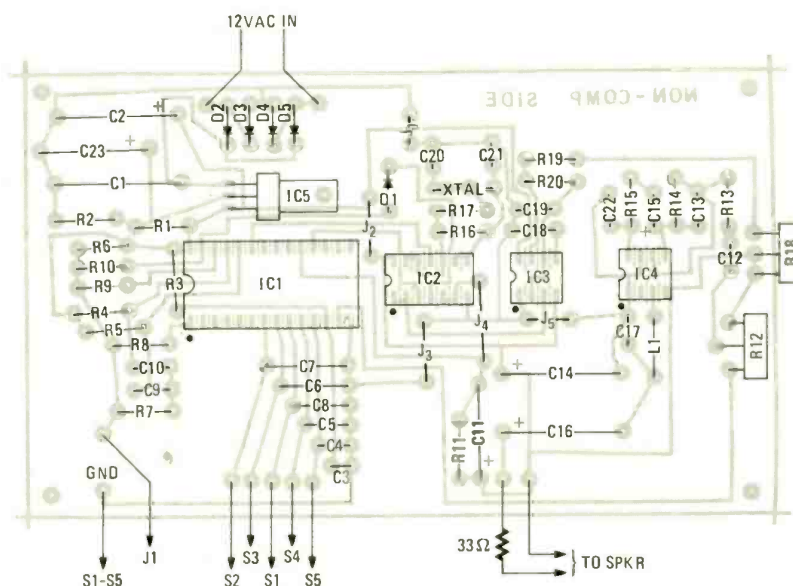 12VAC IN
NON-COMP SIDE
C2
+
D2
D3
D4
D5
C23
+
C1
IC5
D1
J1
C20
C21
XTAL
R17
R16
R19
R20
C19
C18
C22
R15
C15
R14
C13
R13
R2
R1
J2
R6
R10
R9
R3
R4
R5
R8
IC1
IC2
IC3
+
IC4
C12
R18
R12
C10
C9
R7
C7
C6
C8
C5
C4
C3
J3
J4
J5
C17
L1
+
C14
+
C16
R11
C11
+
GND
S1-S5
J1
S2
S3
S1
S4
S5
33Ω
TO SPKR